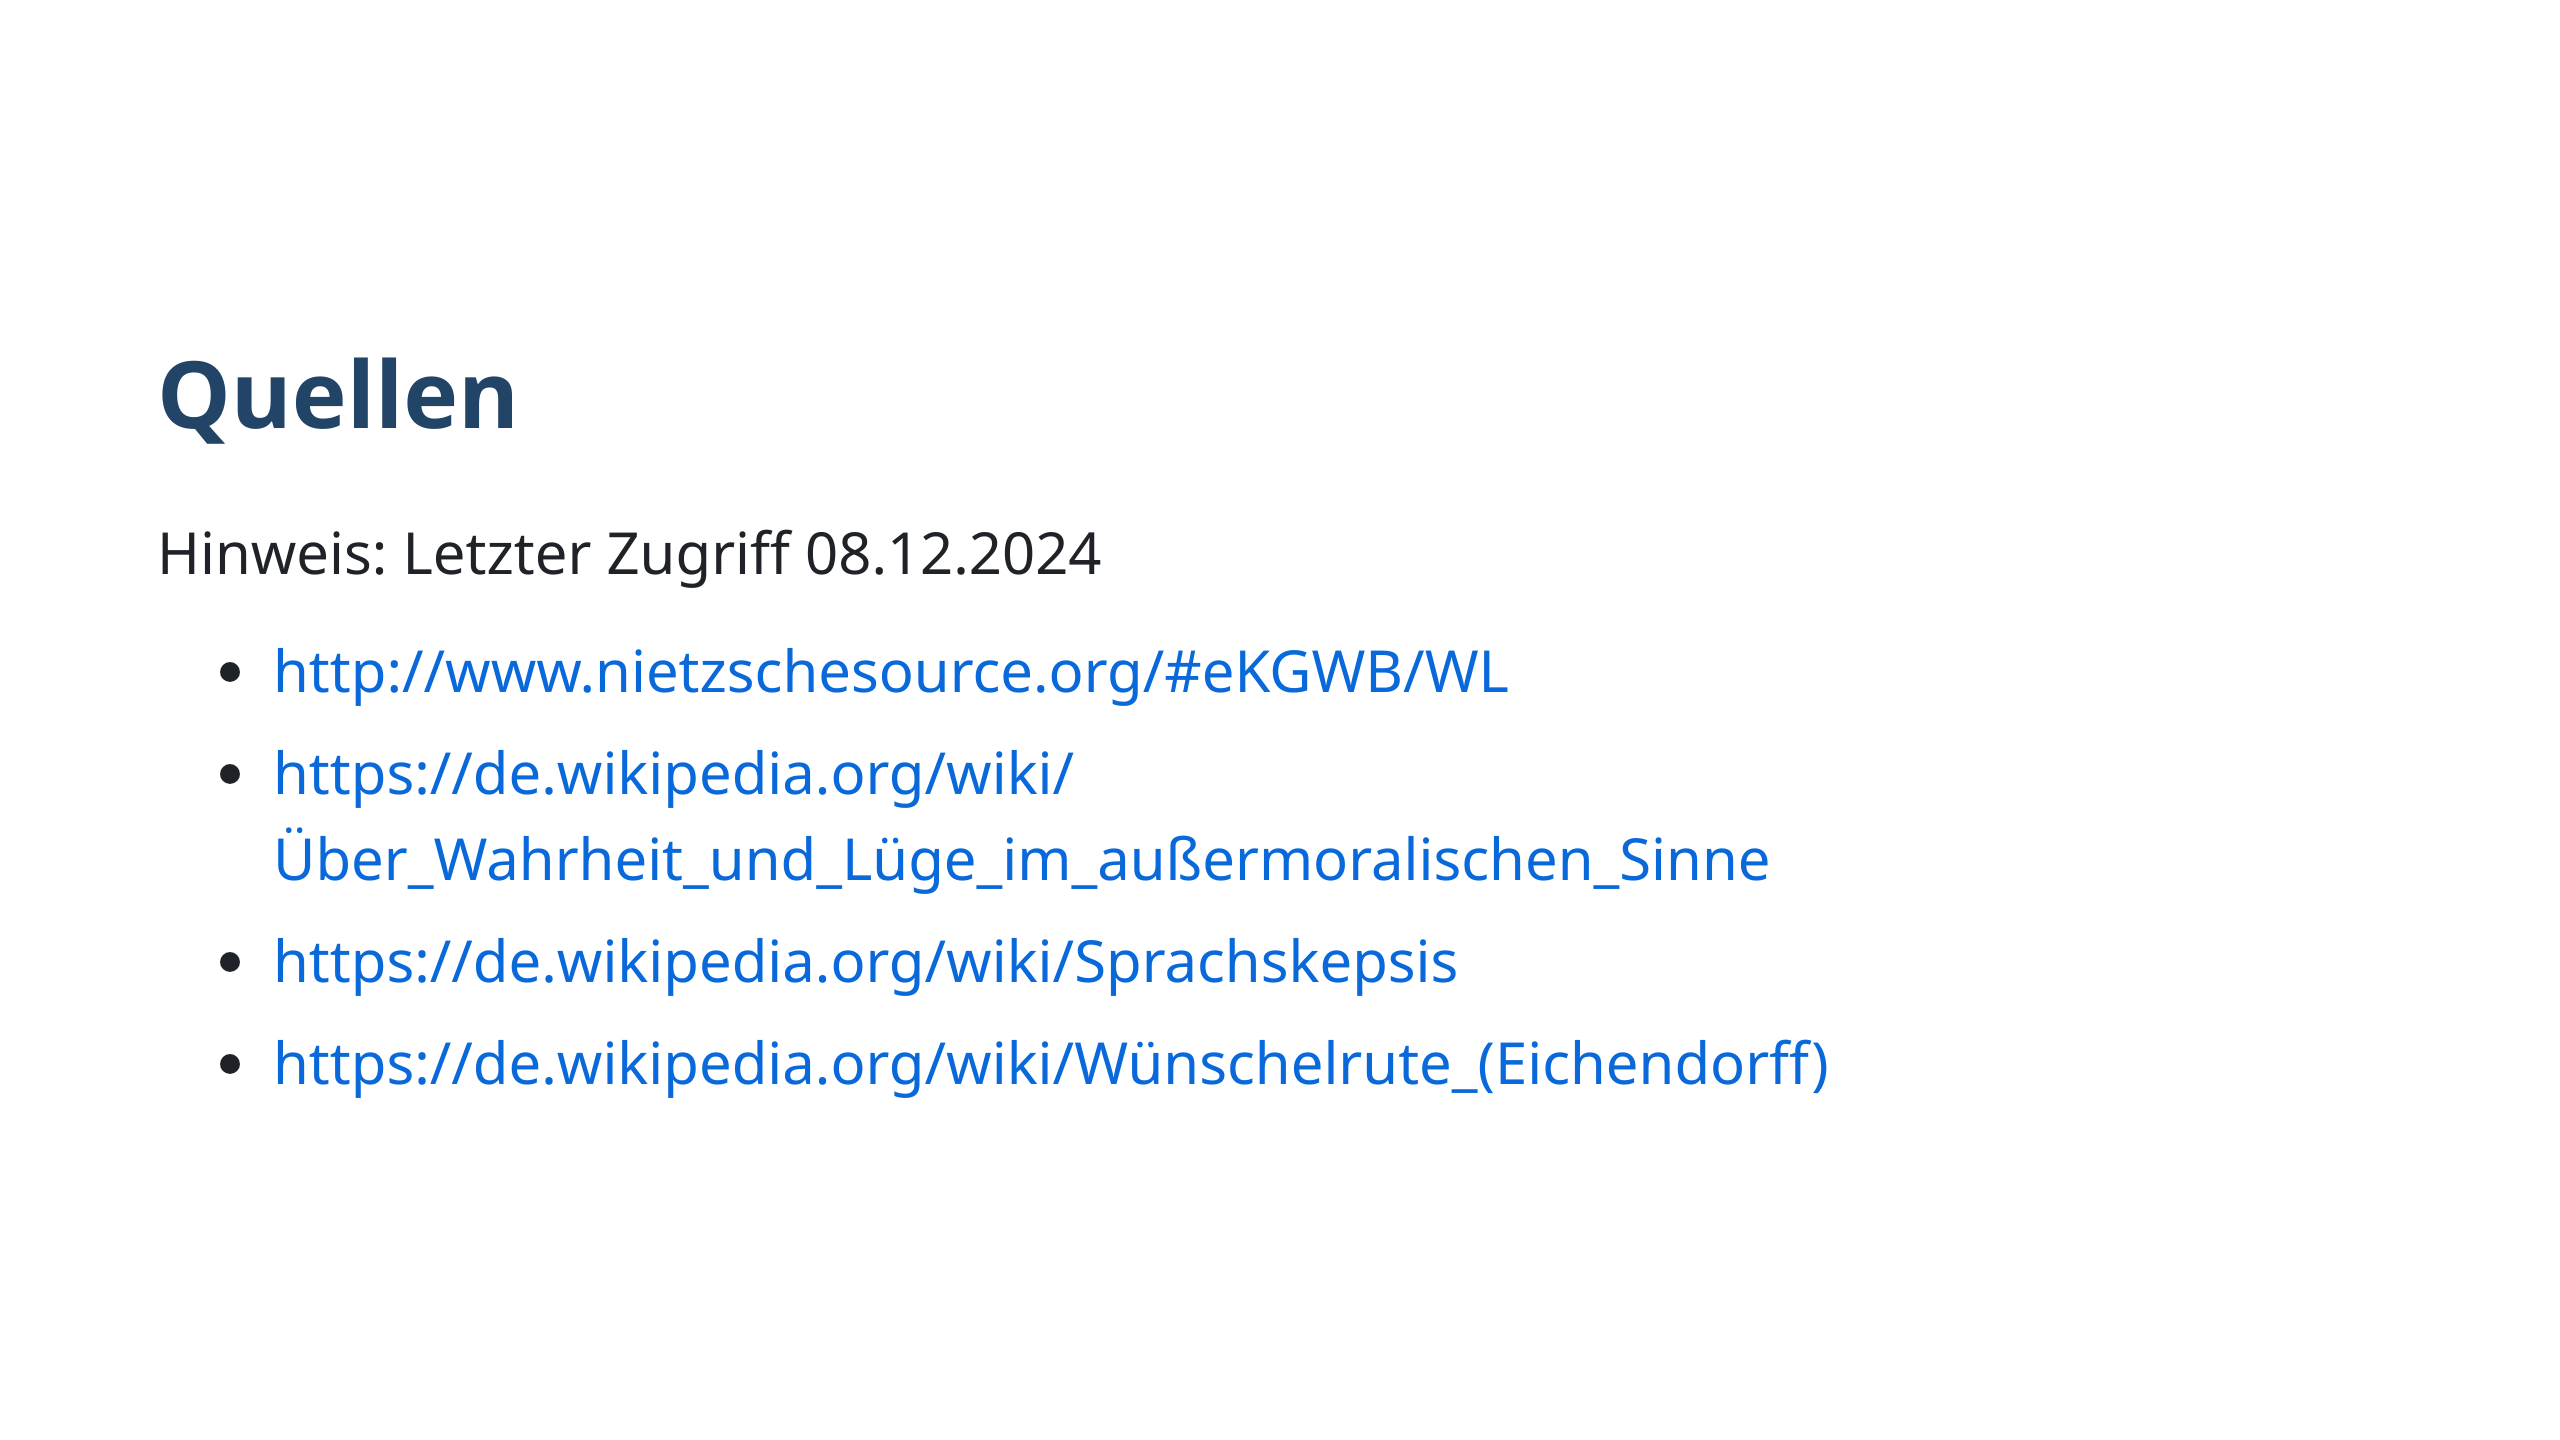 Quellen
Hinweis: Letzter Zugriff 08.12.2024
http://www.nietzschesource.org/#eKGWB/WL
https://de.wikipedia.org/wiki/
Über_Wahrheit_und_Lüge_im_außermoralischen_Sinne
https://de.wikipedia.org/wiki/Sprachskepsis
https://de.wikipedia.org/wiki/Wünschelrute_(Eichendorff)